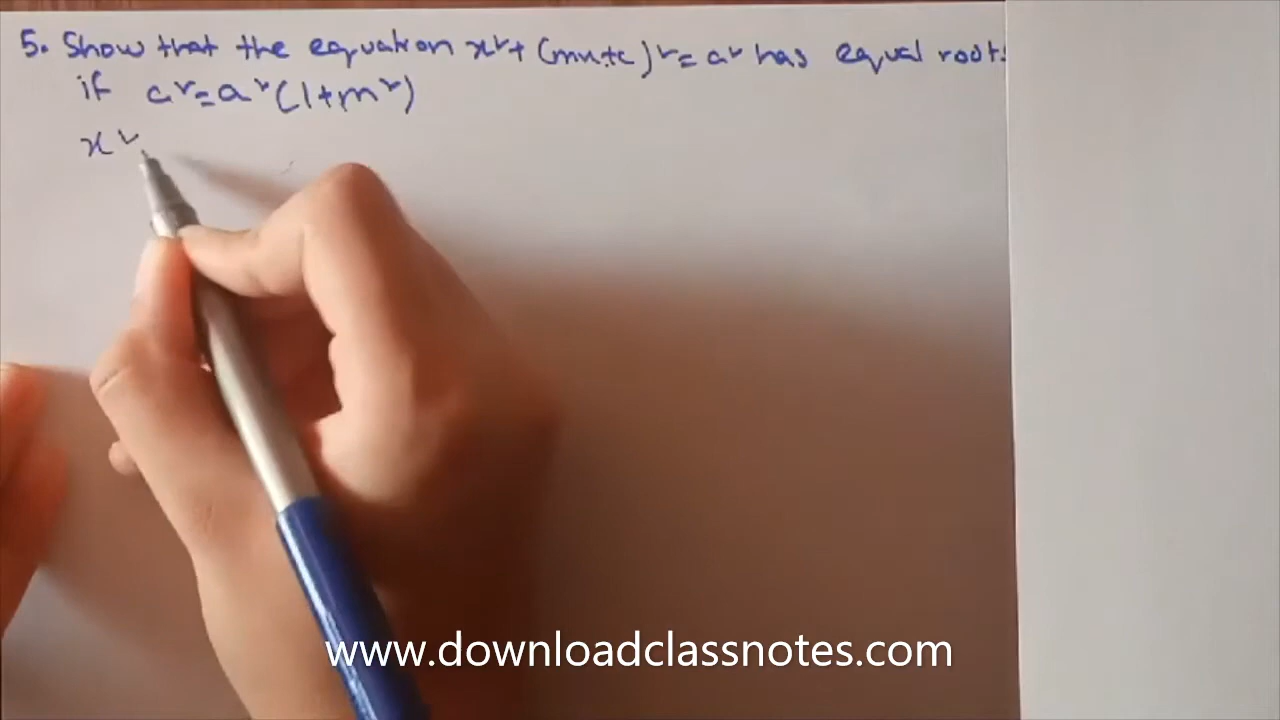 5. Show that the equation x²+ (mx+c)²=a² has equal roots
if c²=a²(1+m²)
x²
www.downloadclassnotes.com